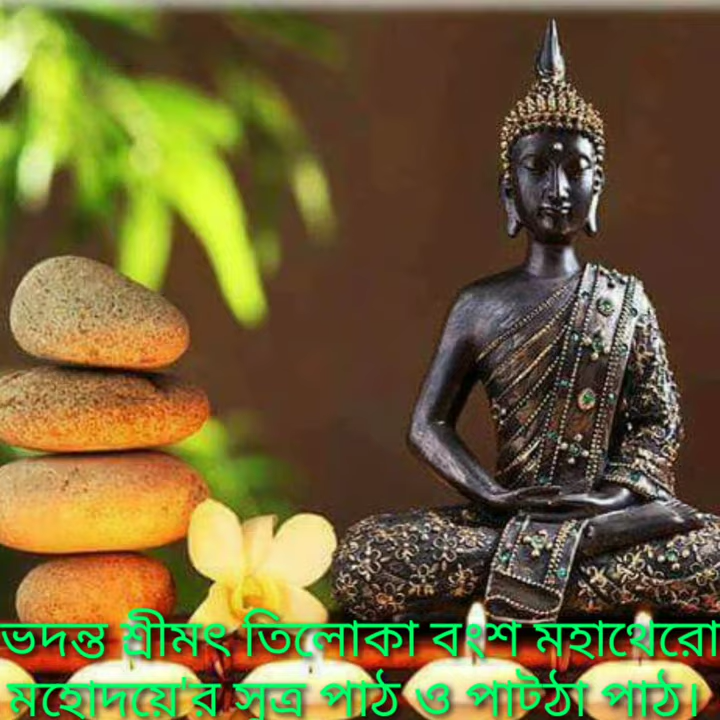 ভদন্ত শ্রীমৎ তিলোকা বংশ মহাথেরো
মহোদয়ে'র সূত্র পাঠ ও পাটঠা পাঠ।